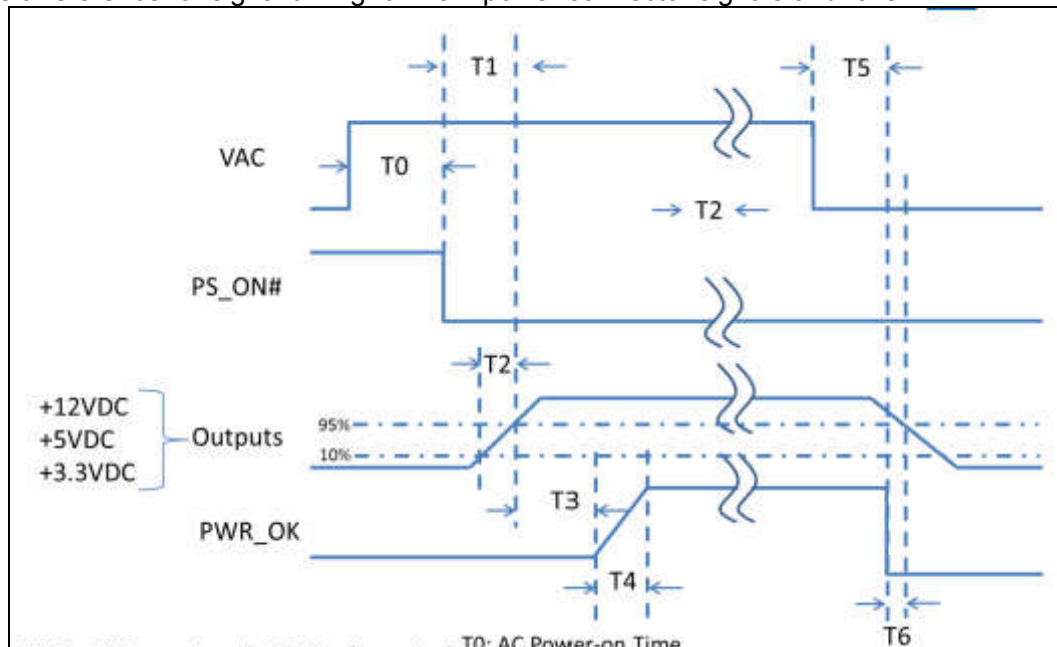 T1
T5
VAC
T0
T2
PS_ON#
T2
+12VDC
+5VDC
+3.3VDC
Outputs
95%
10%
T3
PWR_OK
T4
T6
T0: AC Power-on Time